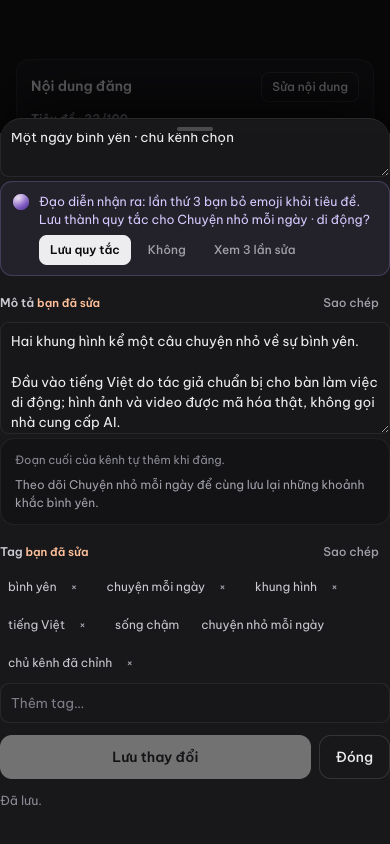 Nội dung đăng
Sửa nội dung
Một ngày bình yên · chủ kênh chọn
Đạo diễn nhận ra: lần thứ 3 bạn bỏ emoji khỏi tiêu đề.
Lưu thành quy tắc cho Chuyện nhỏ mỗi ngày · di động?
Lưu quy tắc
Không
Xem 3 lần sửa
Mô tả bạn đã sửa
Sao chép
Hai khung hình kể một câu chuyện nhỏ về sự bình yên.
Đầu vào tiếng Việt do tác giả chuẩn bị cho bàn làm việc
di động; hình ảnh và video được mã hóa thật, không gọi
nhà cung cấp AI.
Đoạn cuối của kênh tự thêm khi đăng.
Theo dõi Chuyện nhỏ mỗi ngày để cùng lưu lại những khoảnh
khắc bình yên.
Tag bạn đã sửa
Sao chép
bình yên × chuyện mỗi ngày × khung hình ×
tiếng Việt × sống chậm chuyện nhỏ mỗi ngày
chủ kênh đã chỉnh ×
Thêm tag...
Lưu thay đổi
Đóng
Đã lưu.